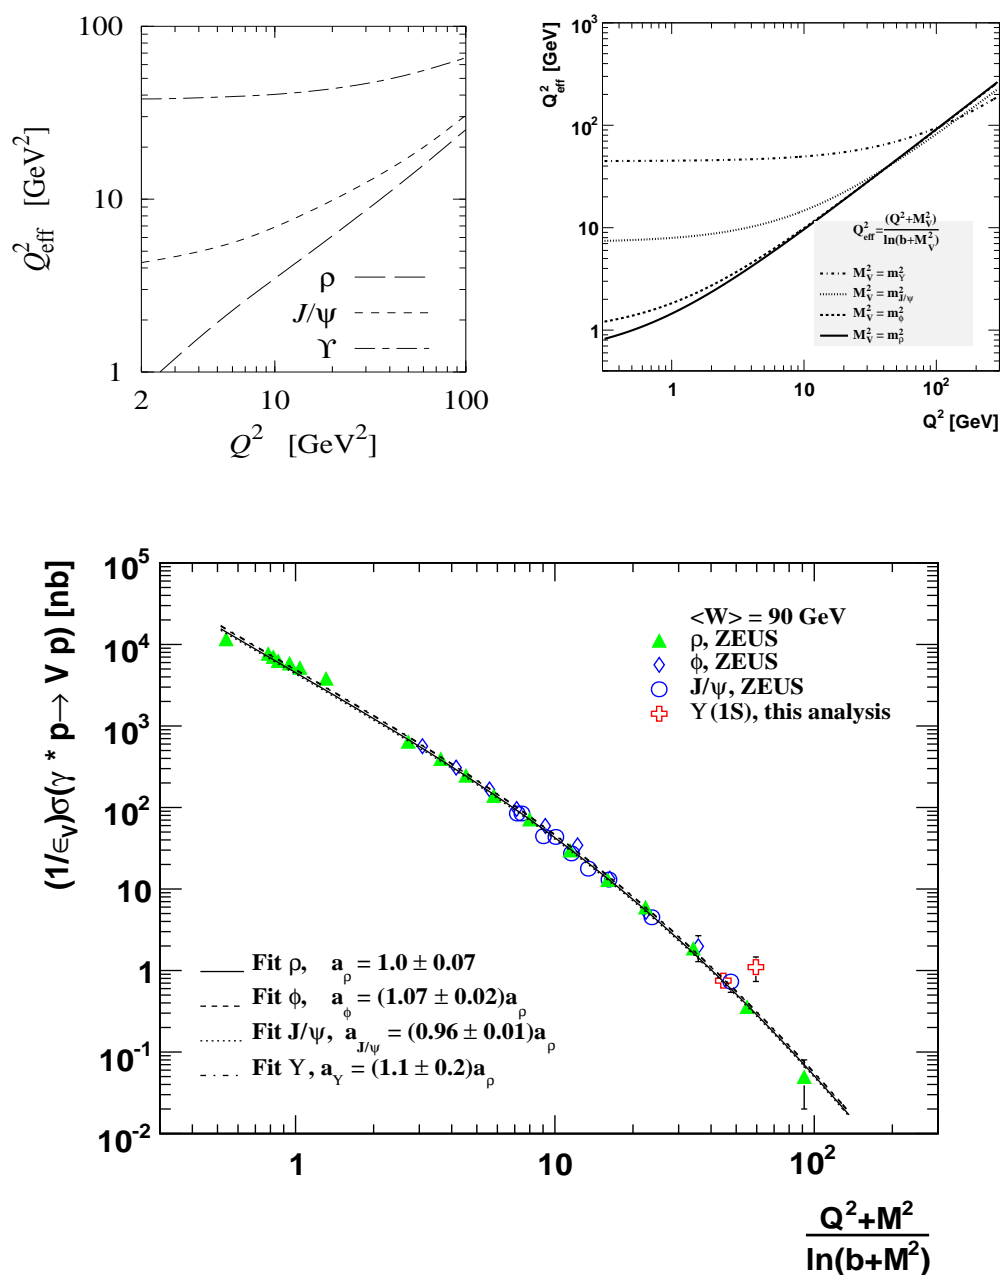 100
10
1
2
10
100
Q²eff [GeV²]
Q² [GeV²]
ρ
J/ψ
ϒ
10³
10²
10
1
1
10
10²
Q²eff [GeV]
Q² [GeV]
Q²eff=(Q²+M²V)/ln(b+M²V)
M²V = m²ϒ
M²V = m²J/ψ
M²V = m²ϕ
M²V = m²ρ
10⁵
10⁴
10³
10²
10
1
10⁻¹
10⁻²
1
10
10²
(1/ϵV)σ(γ * p→ V p) [nb]
<W> = 90 GeV
ρ, ZEUS
ϕ, ZEUS
J/ψ, ZEUS
ϒ(1S), this analysis
Fit ρ, aρ = 1.0 ± 0.07
Fit ϕ, aϕ = (1.07 ± 0.02)aρ
Fit J/ψ, aJ/ψ = (0.96 ± 0.01)aρ
Fit ϒ, aϒ = (1.1 ± 0.2)aρ
Q²+M²
ln(b+M²)